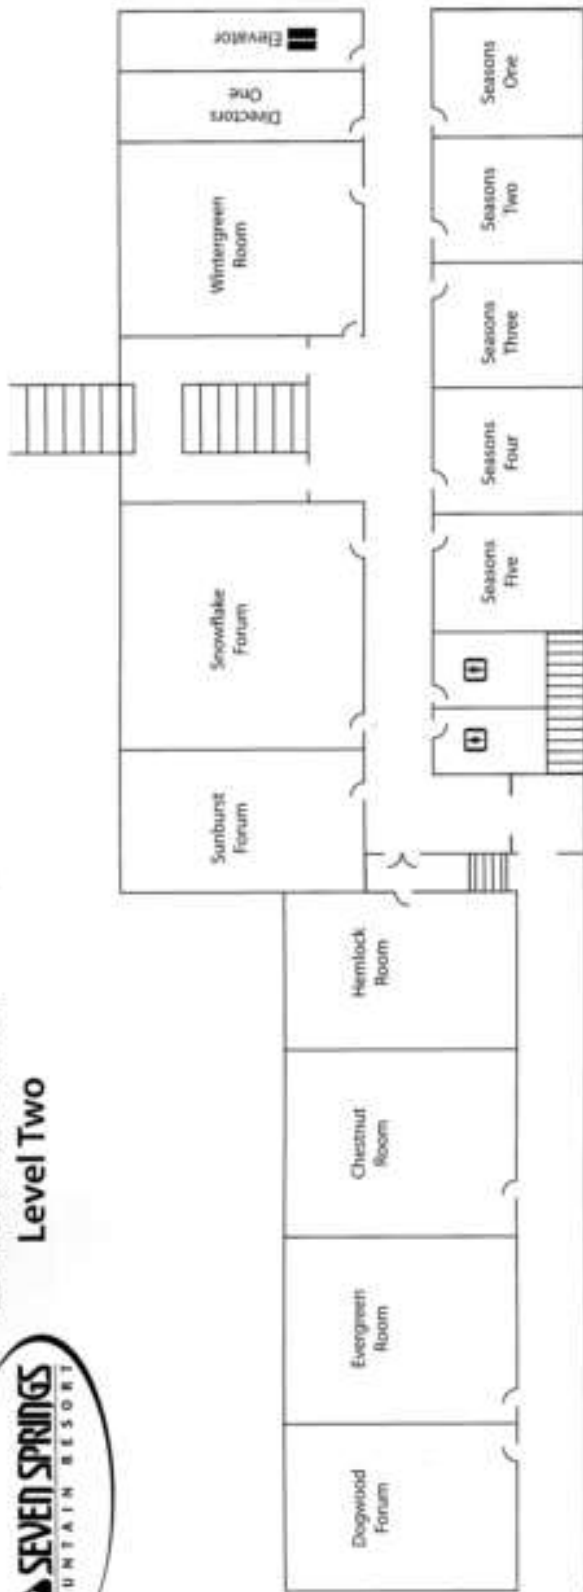 SEVEN SPRINGS
UNTAIN RESORT
Level Two
Sunburst
Forum
Snowflake
Forum
Wintergreen
Room
Directors
One
Elevator
Dogwood
Forum
Evergreen
Room
Chestnut
Room
Hemlock
Room
Seasons
Five
Seasons
Four
Seasons
Three
Seasons
Two
Seasons
One